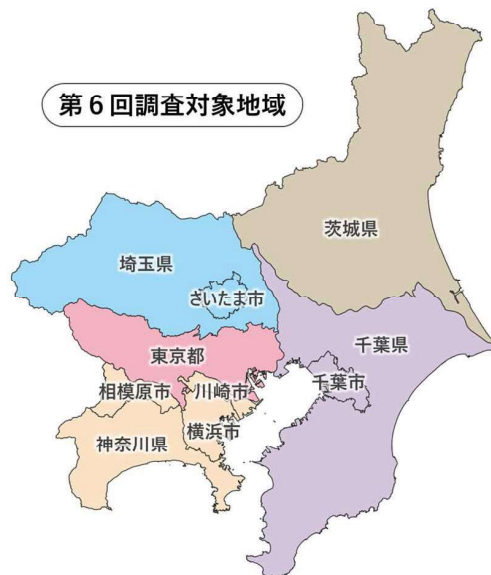 第6回調査対象地域
茨城県
埼玉県
さいたま市
東京都
千葉県
千葉市
相模原市
川崎市
横浜市
神奈川県